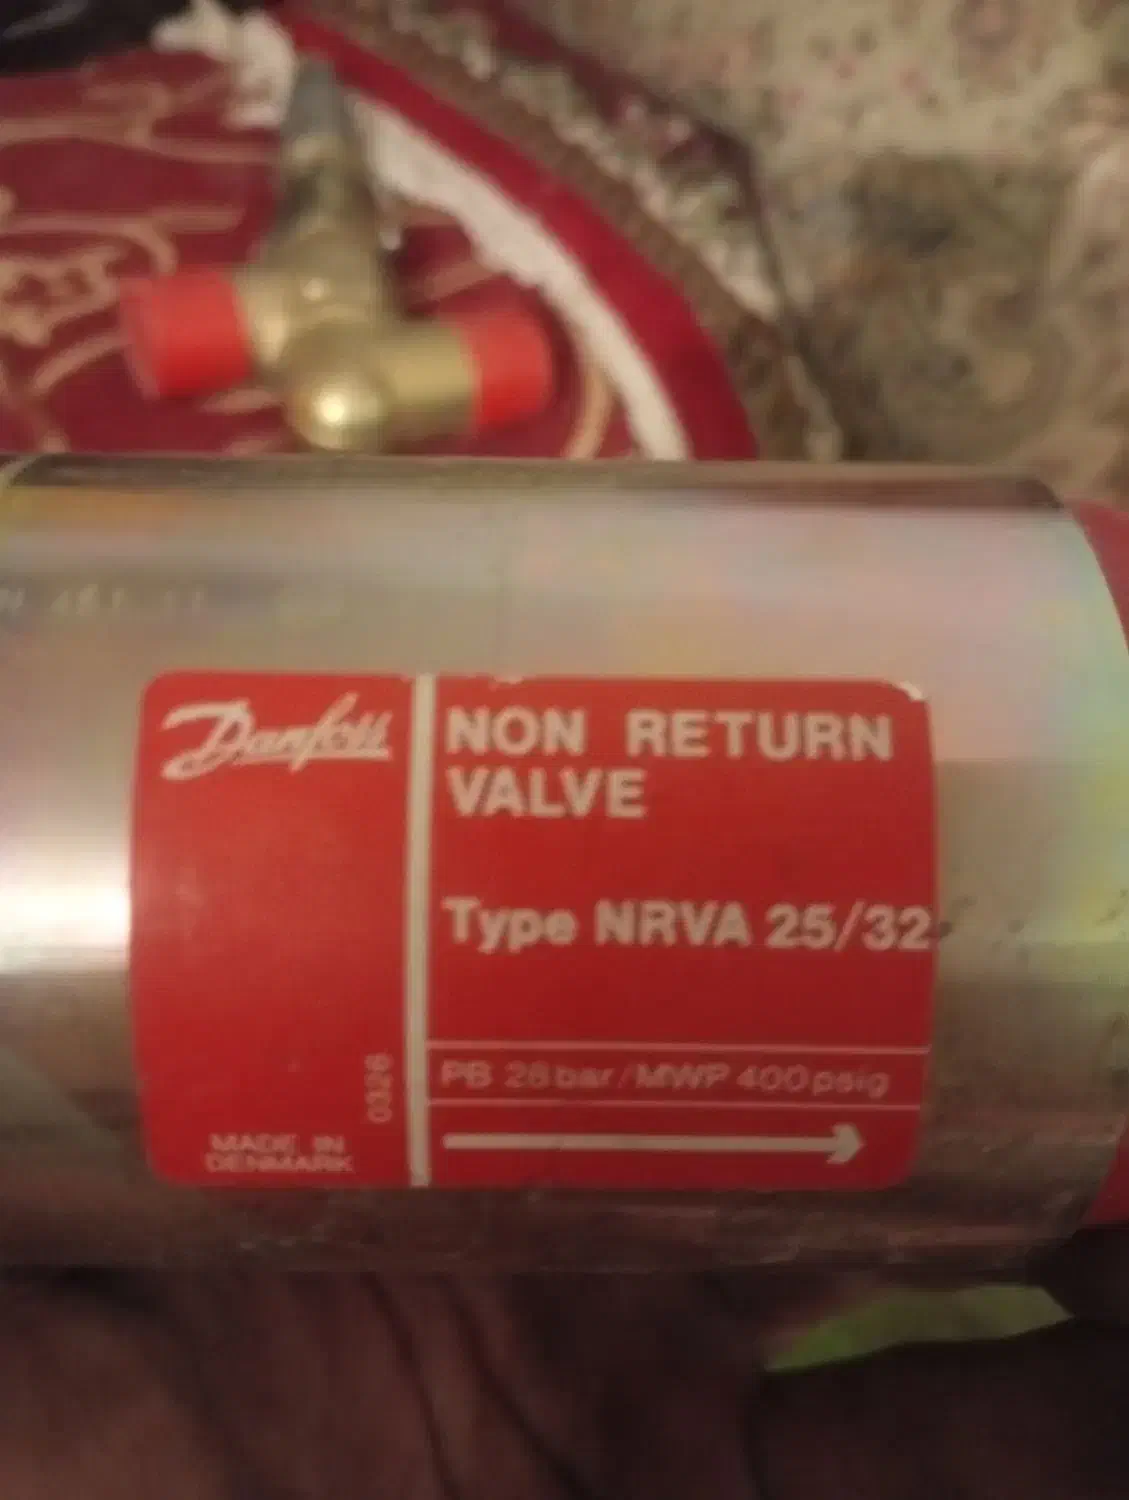 Danfoss
NON RETURN
VALVE
Type NRVA 25/32
PB 28 bar/MWP 400 psig
0326
MADE IN
DENMARK